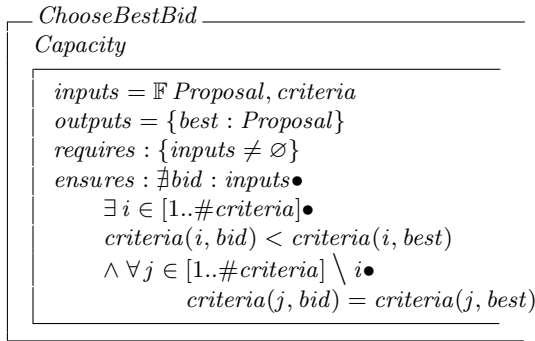 ChooseBestBid
Capacity
inputs = 𝔽 Proposal, criteria
outputs = {best : Proposal}
requires : {inputs ≠ ∅}
ensures : ∄bid : inputs•
∃ i ∈ [1..#criteria]•
criteria(i, bid) < criteria(i, best)
∧ ∀ j ∈ [1..#criteria] \ i•
criteria(j, bid) = criteria(j, best)